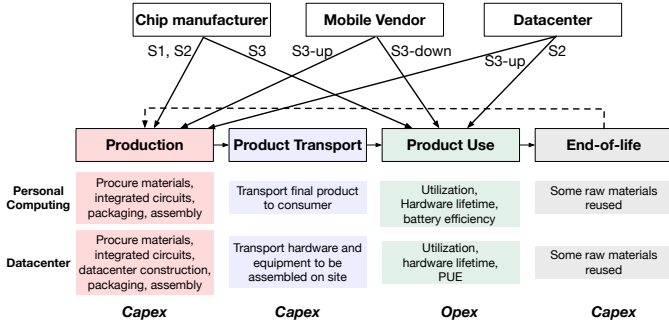 Chip manufacturer
Mobile Vendor
Datacenter
S1, S2
S3
S3-up
S3-down
S3-up
S2
Production
Product Transport
Product Use
End-of-life
Personal
Computing
Procure materials,
integrated circuits,
packaging, assembly
Transport final product
to consumer
Utilization,
Hardware lifetime,
battery efficiency
Some raw materials
reused
Datacenter
Procure materials,
integrated circuits,
datacenter construction,
packaging, assembly
Transport hardware and
equipment to be
assembled on site
Utilization,
hardware lifetime,
PUE
Some raw materials
reused
Capex
Capex
Opex
Capex